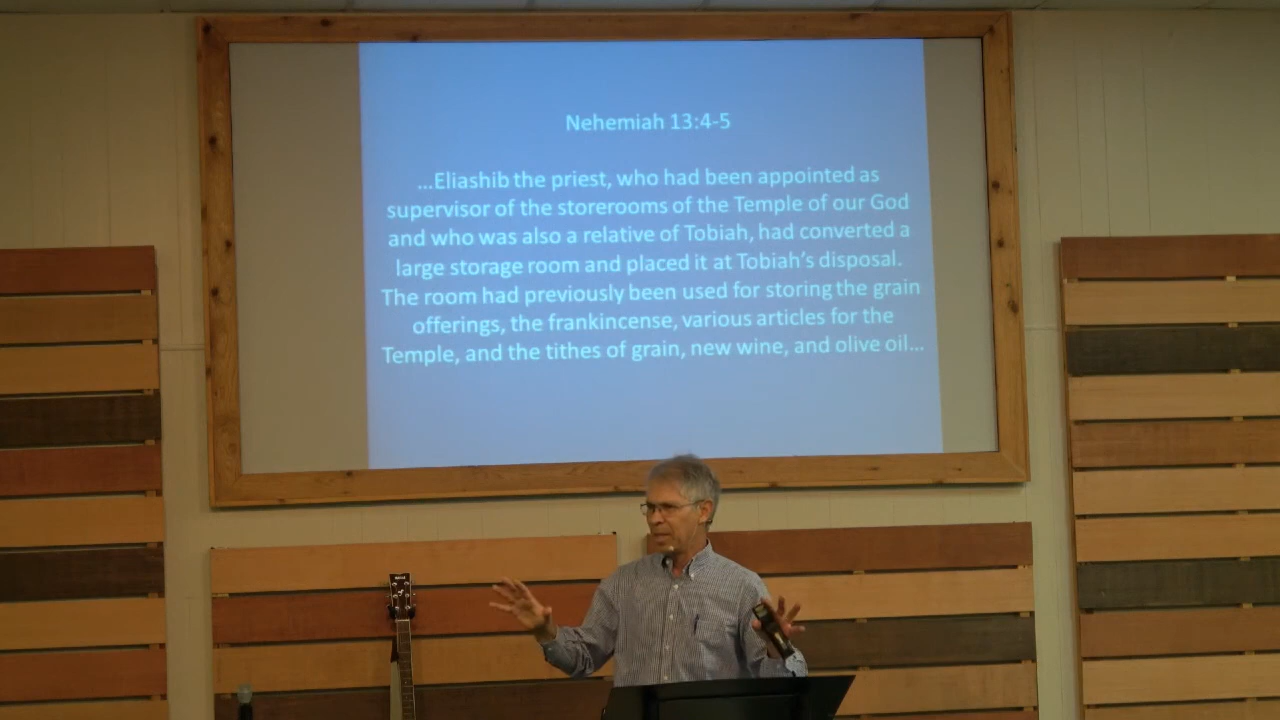 Nehemiah 13:4-5
...Eliashib the priest, who had been appointed as
supervisor of the storerooms of the Temple of our God
and who was also a relative of Tobiah, had converted a
large storage room and placed it at Tobiah's disposal.
The room had previously been used for storing the grain
offerings, the frankincense, various articles for the
Temple, and the tithes of grain, new wine, and olive oil...